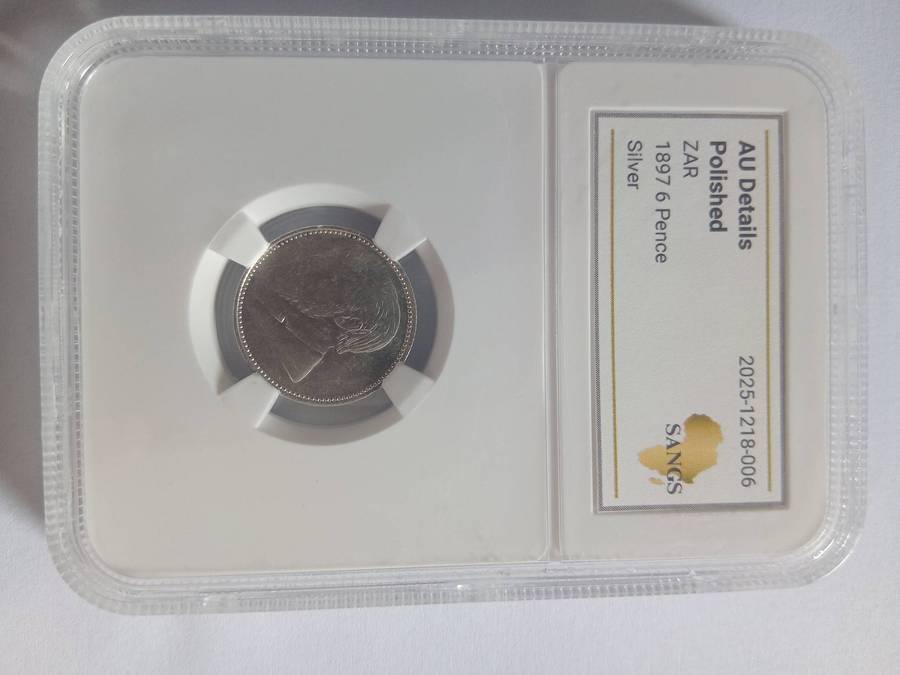 AU Details
Polished
ZAR
1897 6 Pence
Silver
2025-1218-006
SANGS